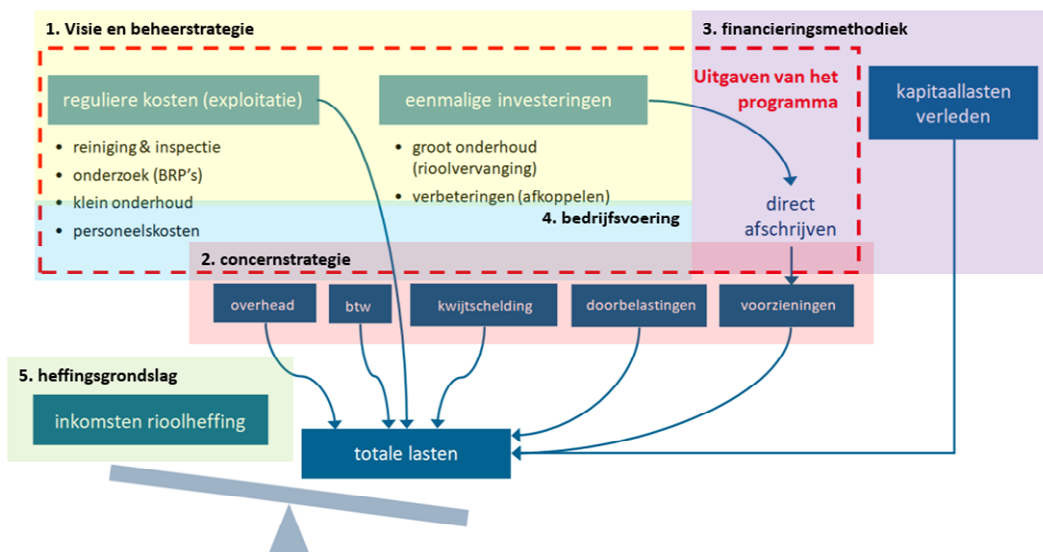 1. Visie en beheerstrategie
3. financieringsmethodiek
Uitgaven van het
programma
reguliere kosten (exploitatie)
eenmalige investeringen
kapitaallasten
verleden
• reiniging & inspectie
• onderzoek (BRP's)
• klein onderhoud
• personeelskosten
• groot onderhoud
(rioolvervanging)
• verbeteringen (afkoppelen)
4. bedrijfsvoering
direct
afschrijven
2. concernstrategie
overhead
btw
kwijtschelding
doorbelastingen
voorzieningen
5. heffingsgrondslag
inkomsten rioolheffing
totale lasten